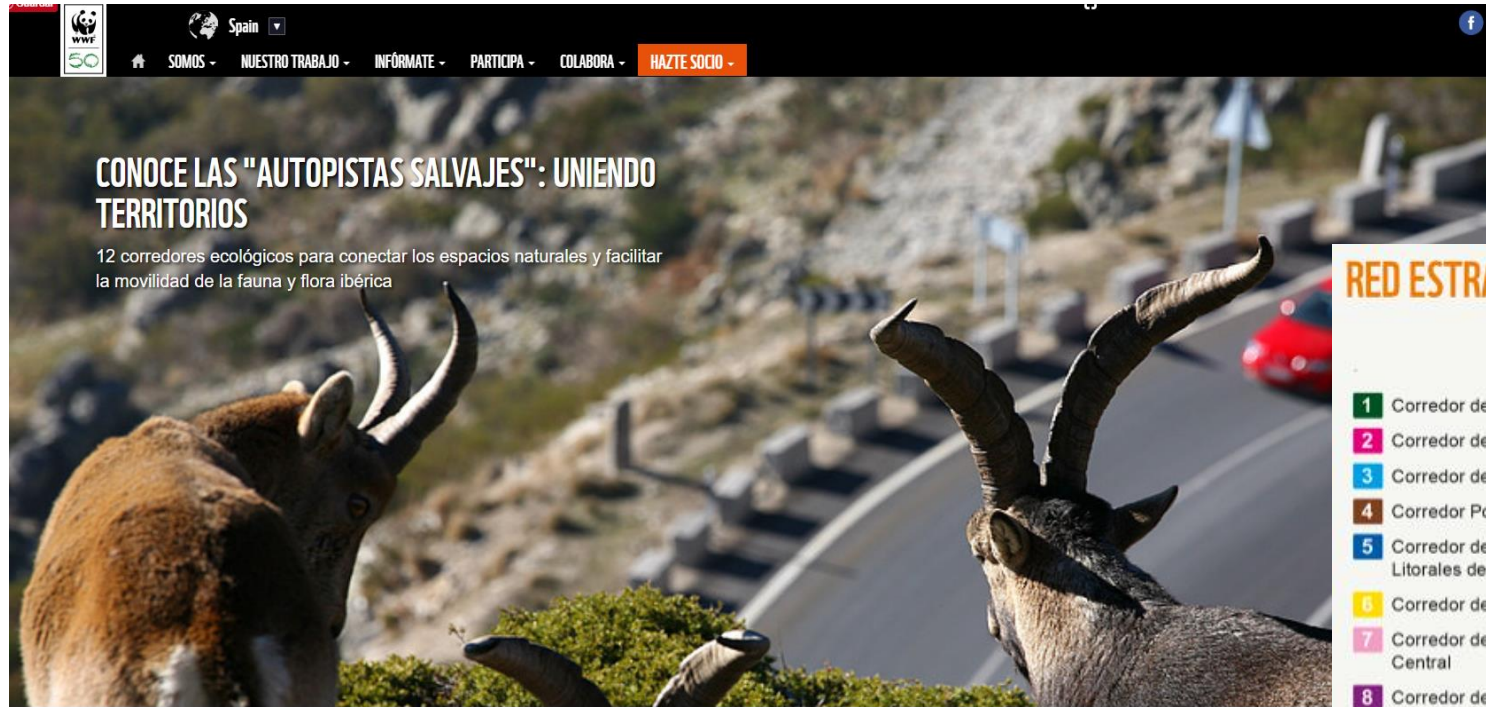 WWF
50
Spain
SOMOS
NUESTRO TRABAJO
INFÓRMATE
PARTICIPA
COLABORA
HAZTE SOCIO
CONOCE LAS "AUTOPISTAS SALVAJES": UNIENDO
TERRITORIOS
12 corredores ecológicos para conectar los espacios naturales y facilitar
la movilidad de la fauna y flora ibérica
RED
1 Corredor de
2 Corredor de
3 Corredor de
4 Corredor
5 Corredor de
Litorales de
6 Corredor de
7 Corredor de
Central
8 Corredor de